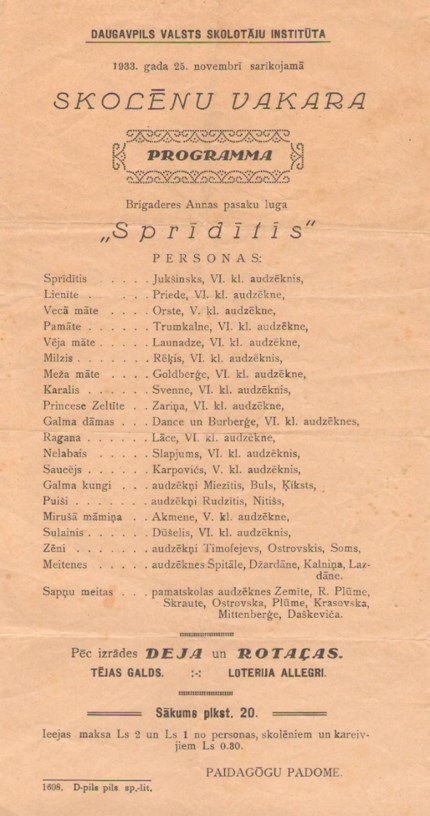 DAUGAVPILS VALSTS SKOLOTĀJU INSTITŪTA
1933. gada 25. novembrī sarikojamā
SKOLĒNU VAKARA
PROGRAMMA
Brigaderes Annas pasaku luga
„Sprīdītis"
PERSONAS:
Sprīdītis . . . . . Jukšinsks, VI. kl. audzēknis,
Lienite . . . . . Priede, VI. kl. audzēkne,
Vecā māte . . . . Orste, V. kl. audzēkne,
Pamāte . . . . . Trumkalne, VI. kl. audzēkne,
Vēja māte . . . . Launadze, VI. kl. audzēkne,
Milzis . . . . . . Rēķis, VI. kl. audzēknis,
Meža māte . . . . Goldberģe, VI. kl. audzēkne,
Karalis . . . . . Svenne, VI. kl. audzēknis,
Princese Zeltīte . . Zariņa, VI. kl. audzēkne,
Galma dāmas . . . Dance un Burberģe, VI. kl. audzēknes,
Ragana . . . . . . Lāce, VI. kl. audzēkne,
Nelabais . . . . . Slapjums, VI. kl. audzēknis,
Saucējs . . . . . Karpovičs, V. kl. audzēknis,
Galma kungi . . . audzēkņi Miezītis, Buls, Ķiksts,
Puiši . . . . . . audzēkņi Rudzītis, Nitišs,
Mirušā māmiņa . . Akmene, V. kl. audzēkne,
Sulainis . . . . . Dūšelis, VI. kl. audzēknis,
Zēni . . . . . . audzēkņi Timofejevs, Ostrovskis, Soms,
Meitenes . . . . . audzēknes Špitāle, Džardāne, Kalniņa, Laz-
dāne.
Sapņu meitas . . . pamatskolas audzēknes Zemīte, R. Plūme,
Skraute, Ostrovska, Plūme, Krasovska,
Mittenberģe, Daškeviča.
Pēc izrādes DEJA un ROTAĻAS.
TĒJAS GALDS. :-: LOTERIJA ALLEGRI.
Sākums plkst. 20.
Ieejas maksa Ls 2 un Ls 1 no personas, skolēniem un kareiv-
jiem Ls 0.80.
PAIDAGOGU PADOME.
1608. D-pils pils sp.-lit.